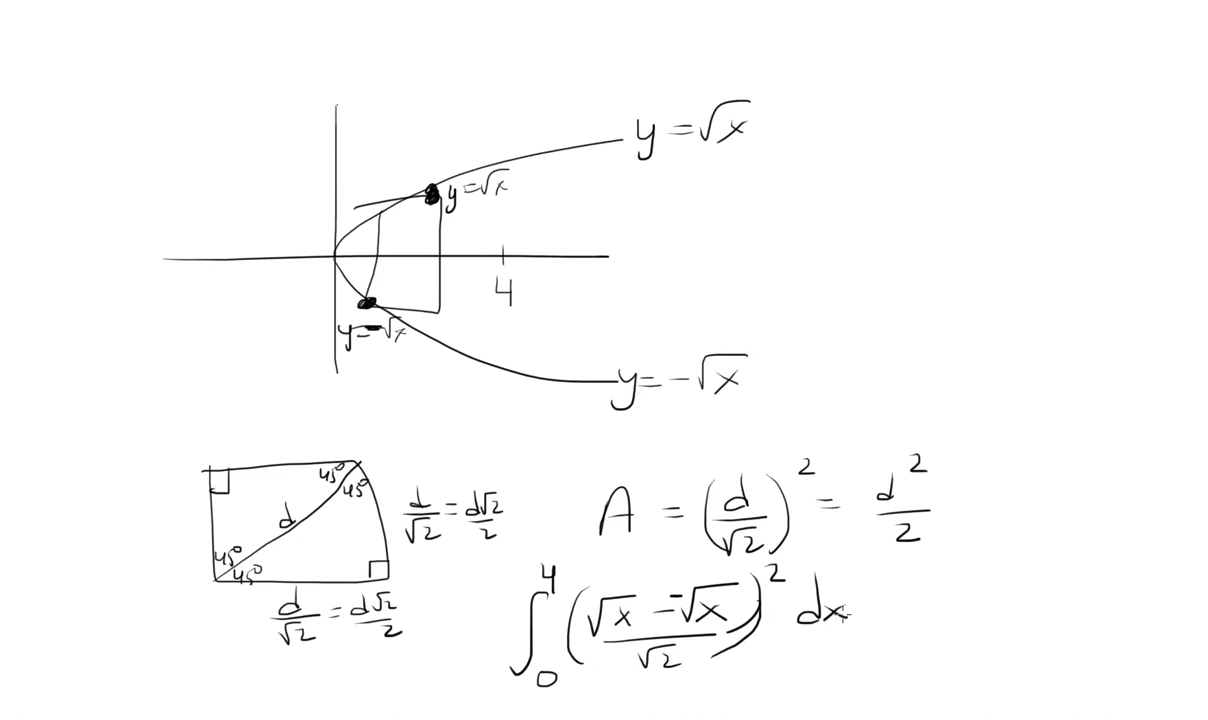 y = √x
y = √x
4
y = -√x
y = -√x
45° 45° d 45° 45°
d/√2 = d√2/2
d/√2 = d√2/2
A = (d/√2)² = d²/2
∫₀⁴ ((√x - -√x)/√2)² dx